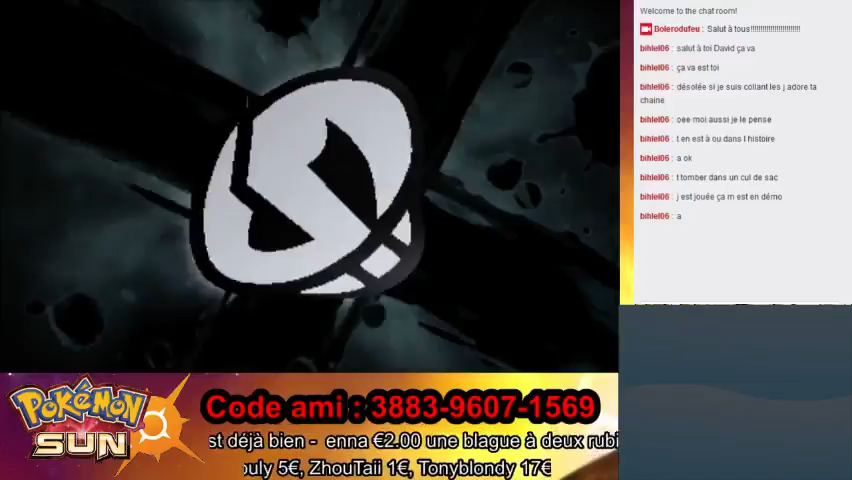 Welcome to the chat room!
Bolerodufeu : Salut à tous!!!!!!!!!!!!!!!!!!!!!!!!!
bihlel06 : salut à toi David ça va
bihlel06 : ça va est toi
bihlel06 : désolée si je suis collant les j adore ta
chaine
bihlel06 : oee moi aussi je le pense
bihlel06 : t en est à ou dans l histoire
bihlel06 : a ok
bihlel06 : t tomber dans un cul de sac
bihlel06 : j est jouée ça m est en démo
bihlel06 : a
POKéMON
SUN
Code ami : 3883-9607-1569
st déjà bien - enna €2.00 une blague à deux rubi
ouly 5€, ZhouTaii 1€, Tonyblondy 17€